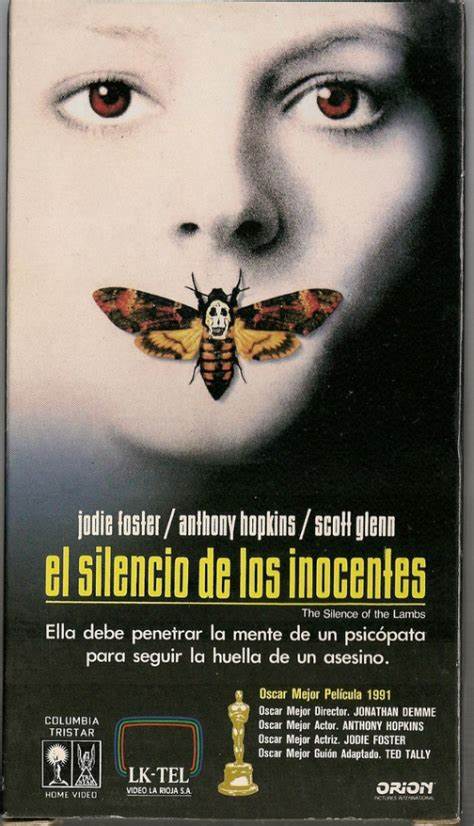 jodie foster / anthony hopkins / scott glenn
el silencio de los inocentes
The Silence of the Lambs
Ella debe penetrar la mente de un psicópata
para seguir la huella de un asesino.
Oscar Mejor Película 1991
Oscar Mejor Director. JONATHAN DEMME
Oscar Mejor Actor. ANTHONY HOPKINS
Oscar Mejor Actriz. JODIE FOSTER
Oscar Mejor Guión Adaptado. TED TALLY
COLUMBIA
TRISTAR
HOME VIDEO
LK-TEL
VIDEO LA RIOJA S.A.
ORION
PICTURES INTERNATIONAL